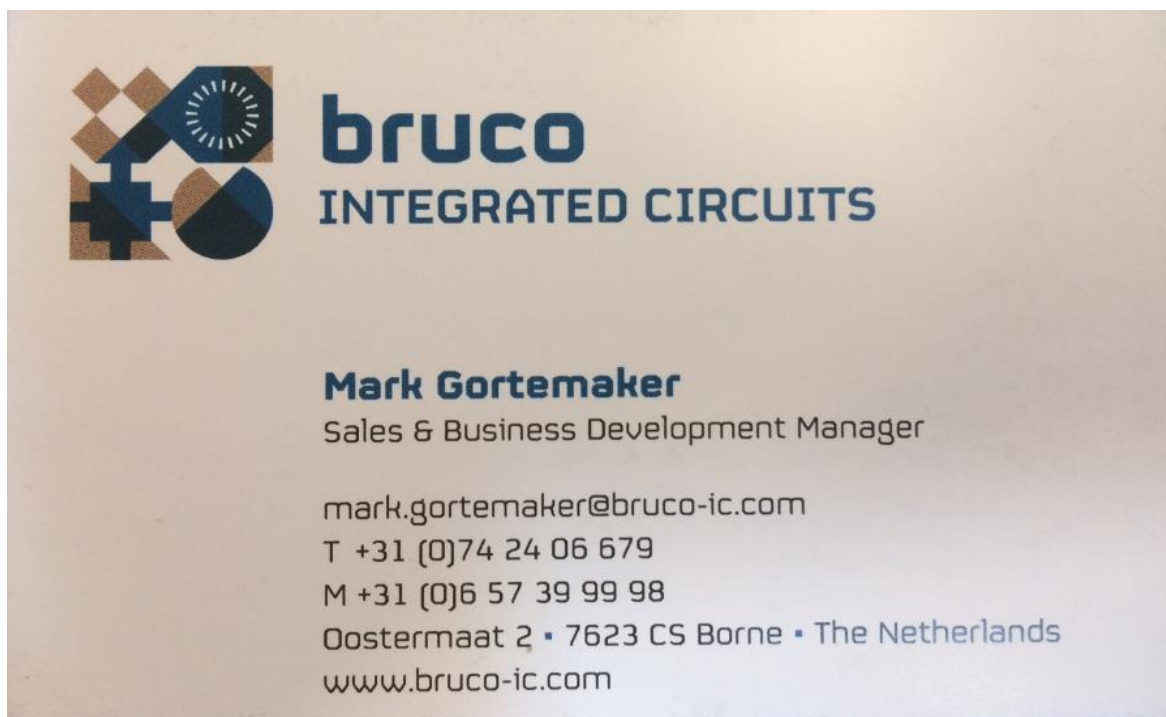 bruco
INTEGRATED CIRCUITS
Mark Gortemaker
Sales & Business Development Manager
mark.gortemaker@bruco-ic.com
T +31 (0)74 24 06 679
M +31 (0)6 57 39 99 98
Oostermaat 2 ▪ 7623 CS Borne ▪ The Netherlands
www.bruco-ic.com